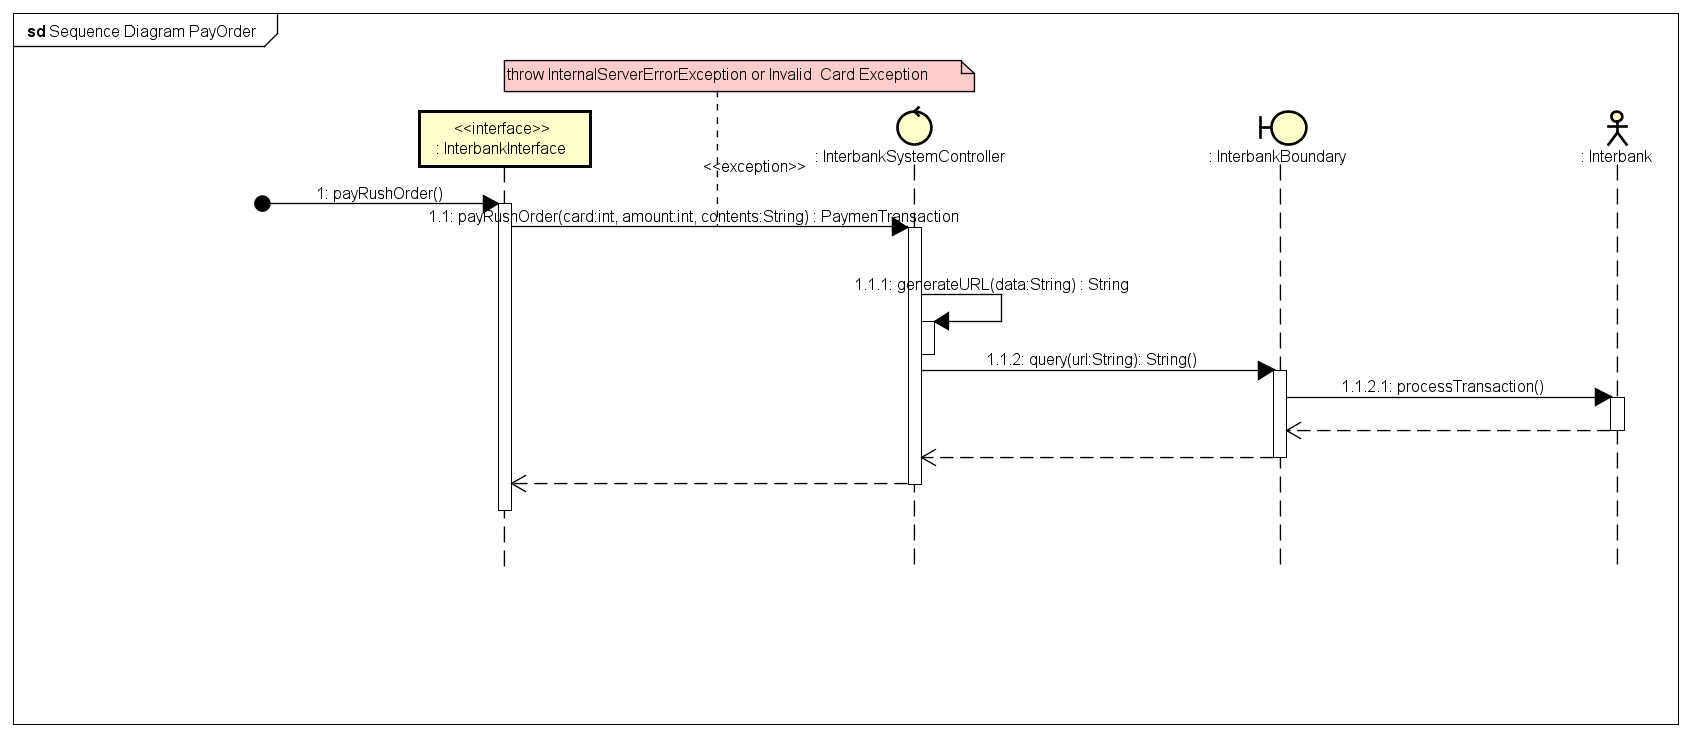 sd Sequence Diagram PayOrder
throw InternalServerErrorException or Invalid  Card Exception
<<interface>>
: InterbankInterface
: InterbankSystemController
: InterbankBoundary
: Interbank
<<exception>>
1: payRushOrder()
1.1: payRushOrder(card:int, amount:int, contents:String) : PaymenTransaction
1.1.1: generateURL(data:String) : String
1.1.2: query(url:String): String()
1.1.2.1: processTransaction()